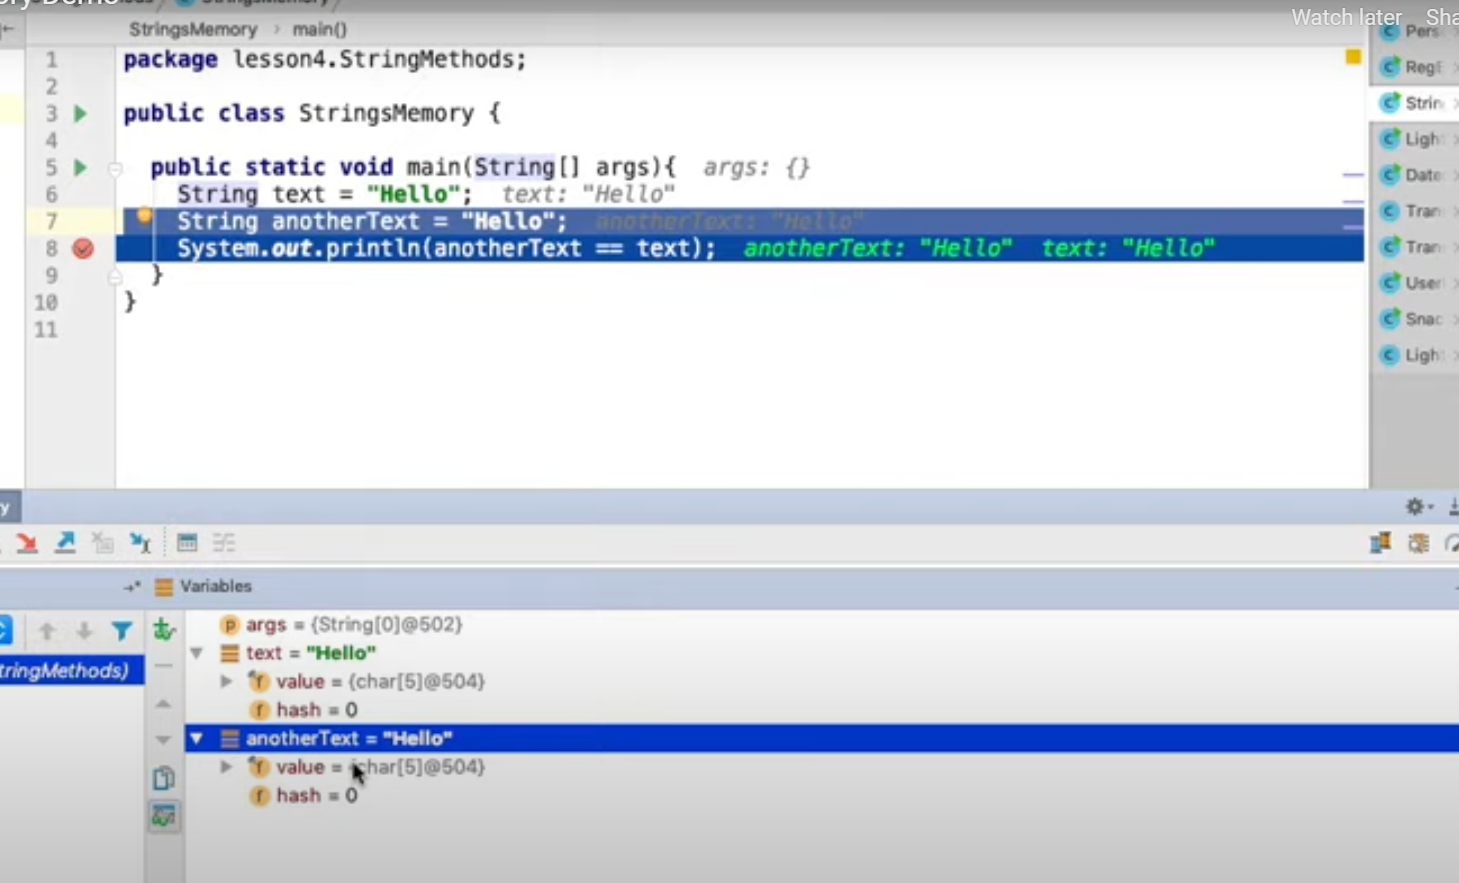 Watch later
StringsMemory > main()
1 package lesson4.StringMethods;
2
3 public class StringsMemory {
4
5 public static void main(String[] args){ args: {}
6 String text = "Hello"; text: "Hello"
7 String anotherText = "Hello"; anotherText: "Hello"
8 System.out.println(anotherText == text); anotherText: "Hello" text: "Hello"
9 }
10 }
11
Pers
RegE
Strin
Ligh
Date
Tran
Tran
User
Snac
Ligh
Variables
args = {String[0]@502}
text = "Hello"
tringMethods)
value = {char[5]@504}
hash = 0
anotherText = "Hello"
value = {char[5]@504}
hash = 0